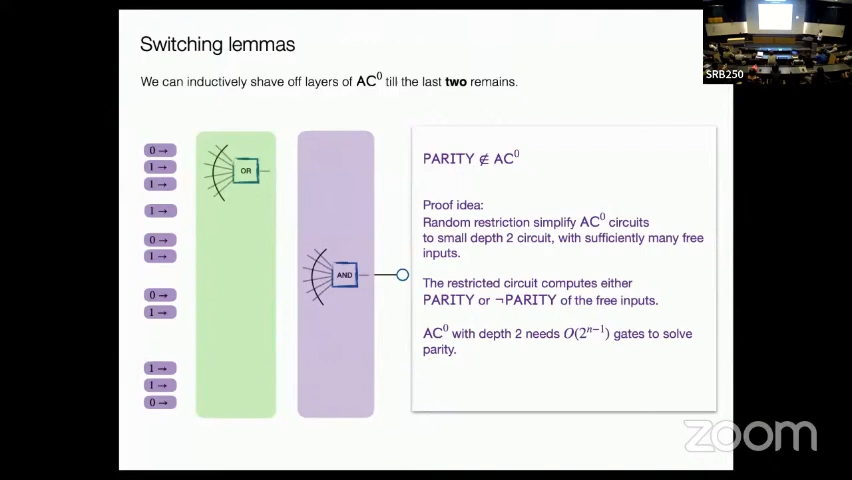 Switching lemmas
We can inductively shave off layers of AC⁰ till the last two remains.
SRB250
0 →
1 →
1 →
1 →
0 →
1 →
0 →
1 →
1 →
1 →
0 →
OR
AND
PARITY ∉ AC⁰
Proof idea:
Random restriction simplify AC⁰ circuits
to small depth 2 circuit, with sufficiently many free
inputs.
The restricted circuit computes either
PARITY or ¬PARITY of the free inputs.
AC⁰ with depth 2 needs O(2ⁿ⁻¹) gates to solve
parity.
zoom